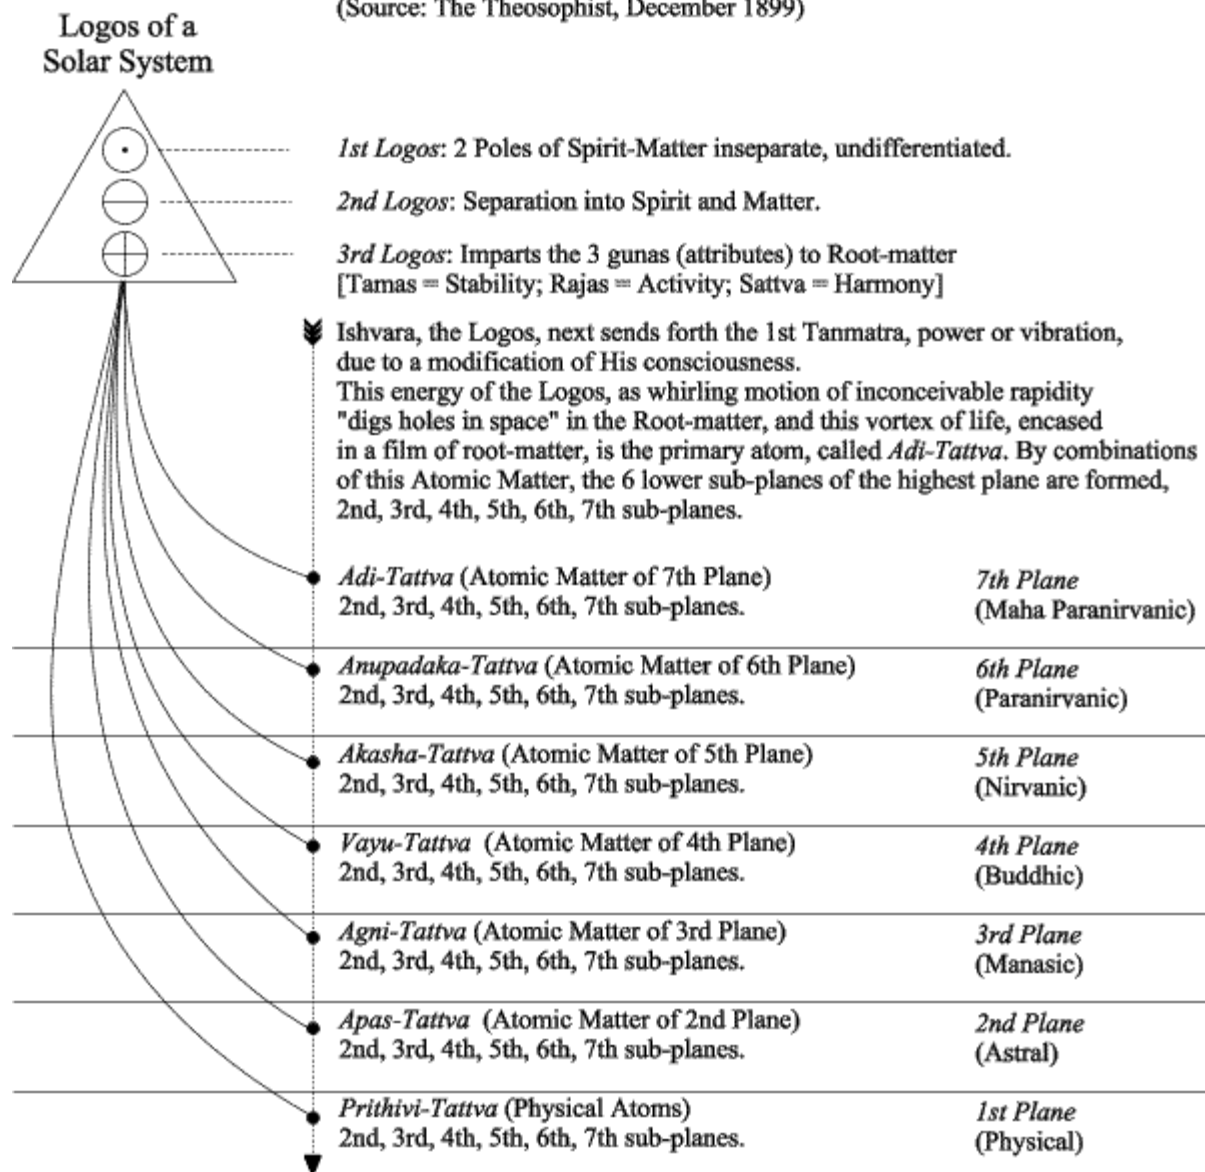 (Source: The Theosophist, December 1899)
Logos of a
Solar System
1st Logos: 2 Poles of Spirit-Matter inseparate, undifferentiated.
2nd Logos: Separation into Spirit and Matter.
3rd Logos: Imparts the 3 gunas (attributes) to Root-matter
[Tamas = Stability; Rajas = Activity; Sattva = Harmony]
Ishvara, the Logos, next sends forth the 1st Tanmatra, power or vibration,
due to a modification of His consciousness.
This energy of the Logos, as whirling motion of inconceivable rapidity
"digs holes in space" in the Root-matter, and this vortex of life, encased
in a film of root-matter, is the primary atom, called Adi-Tattva. By combinations
of this Atomic Matter, the 6 lower sub-planes of the highest plane are formed,
2nd, 3rd, 4th, 5th, 6th, 7th sub-planes.
Adi-Tattva (Atomic Matter of 7th Plane) 7th Plane
2nd, 3rd, 4th, 5th, 6th, 7th sub-planes. (Maha Paranirvanic)
Anupadaka-Tattva (Atomic Matter of 6th Plane) 6th Plane
2nd, 3rd, 4th, 5th, 6th, 7th sub-planes. (Paranirvanic)
Akasha-Tattva (Atomic Matter of 5th Plane) 5th Plane
2nd, 3rd, 4th, 5th, 6th, 7th sub-planes. (Nirvanic)
Vayu-Tattva (Atomic Matter of 4th Plane) 4th Plane
2nd, 3rd, 4th, 5th, 6th, 7th sub-planes. (Buddhic)
Agni-Tattva (Atomic Matter of 3rd Plane) 3rd Plane
2nd, 3rd, 4th, 5th, 6th, 7th sub-planes. (Manasic)
Apas-Tattva (Atomic Matter of 2nd Plane) 2nd Plane
2nd, 3rd, 4th, 5th, 6th, 7th sub-planes. (Astral)
Prithivi-Tattva (Physical Atoms) 1st Plane
2nd, 3rd, 4th, 5th, 6th, 7th sub-planes. (Physical)